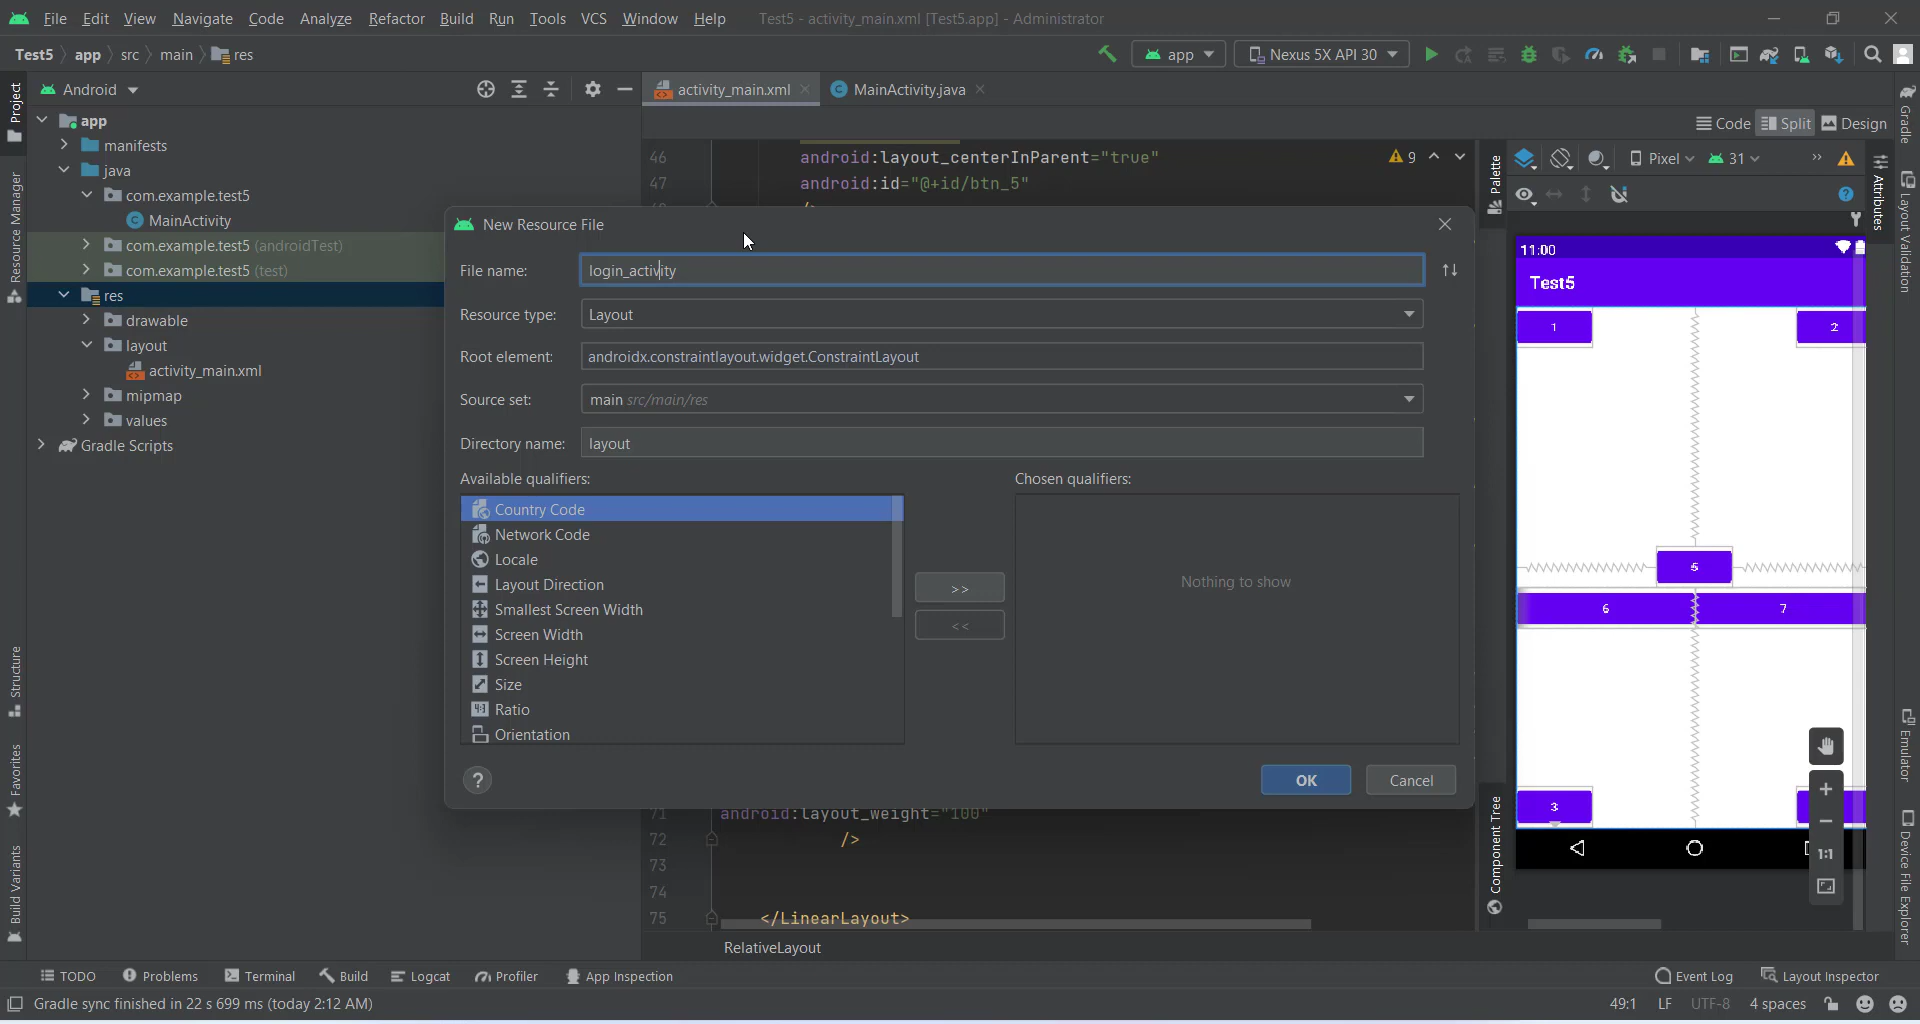 File Edit View Navigate Code Analyze Refactor Build Run Tools VCS Window Help Test5 - activity_main.xml [Test5.app] - Administrator
Test5 app src main res app Nexus 5X API 30
Android activity_main.xml MainActivity.java
Code Split Design
Project
Resource Manager
Structure
Favorites
Build Variants
app
manifests
java
com.example.test5
MainActivity
com.example.test5 (androidTest)
com.example.test5 (test)
res
drawable
layout
activity_main.xml
mipmap
values
Gradle Scripts
46 android:layout_centerInParent="true"
47 android:id="@+id/btn_5"
9
New Resource File
File name: login_activity
Resource type: Layout
Root element: androidx.constraintlayout.widget.ConstraintLayout
Source set: main src/main/res
Directory name: layout
Available qualifiers: Chosen qualifiers:
Country Code
Network Code
Locale
Layout Direction
Smallest Screen Width
Screen Width
Screen Height
Size
Ratio
Orientation
>>
<<
Nothing to show
? OK Cancel
71 android:layout_weight="100"
72 />
73
74
75 </LinearLayout>
RelativeLayout
Palette
Component Tree
Pixel 31 »
?
11:00
Test5
1 2
5
6 7
3
1:1
Attributes
Gradle
Layout Validation
Emulator
Device File Explorer
TODO Problems Terminal Build Logcat Profiler App Inspection Event Log Layout Inspector
Gradle sync finished in 22 s 699 ms (today 2:12 AM) 49:1 LF UTF-8 4 spaces